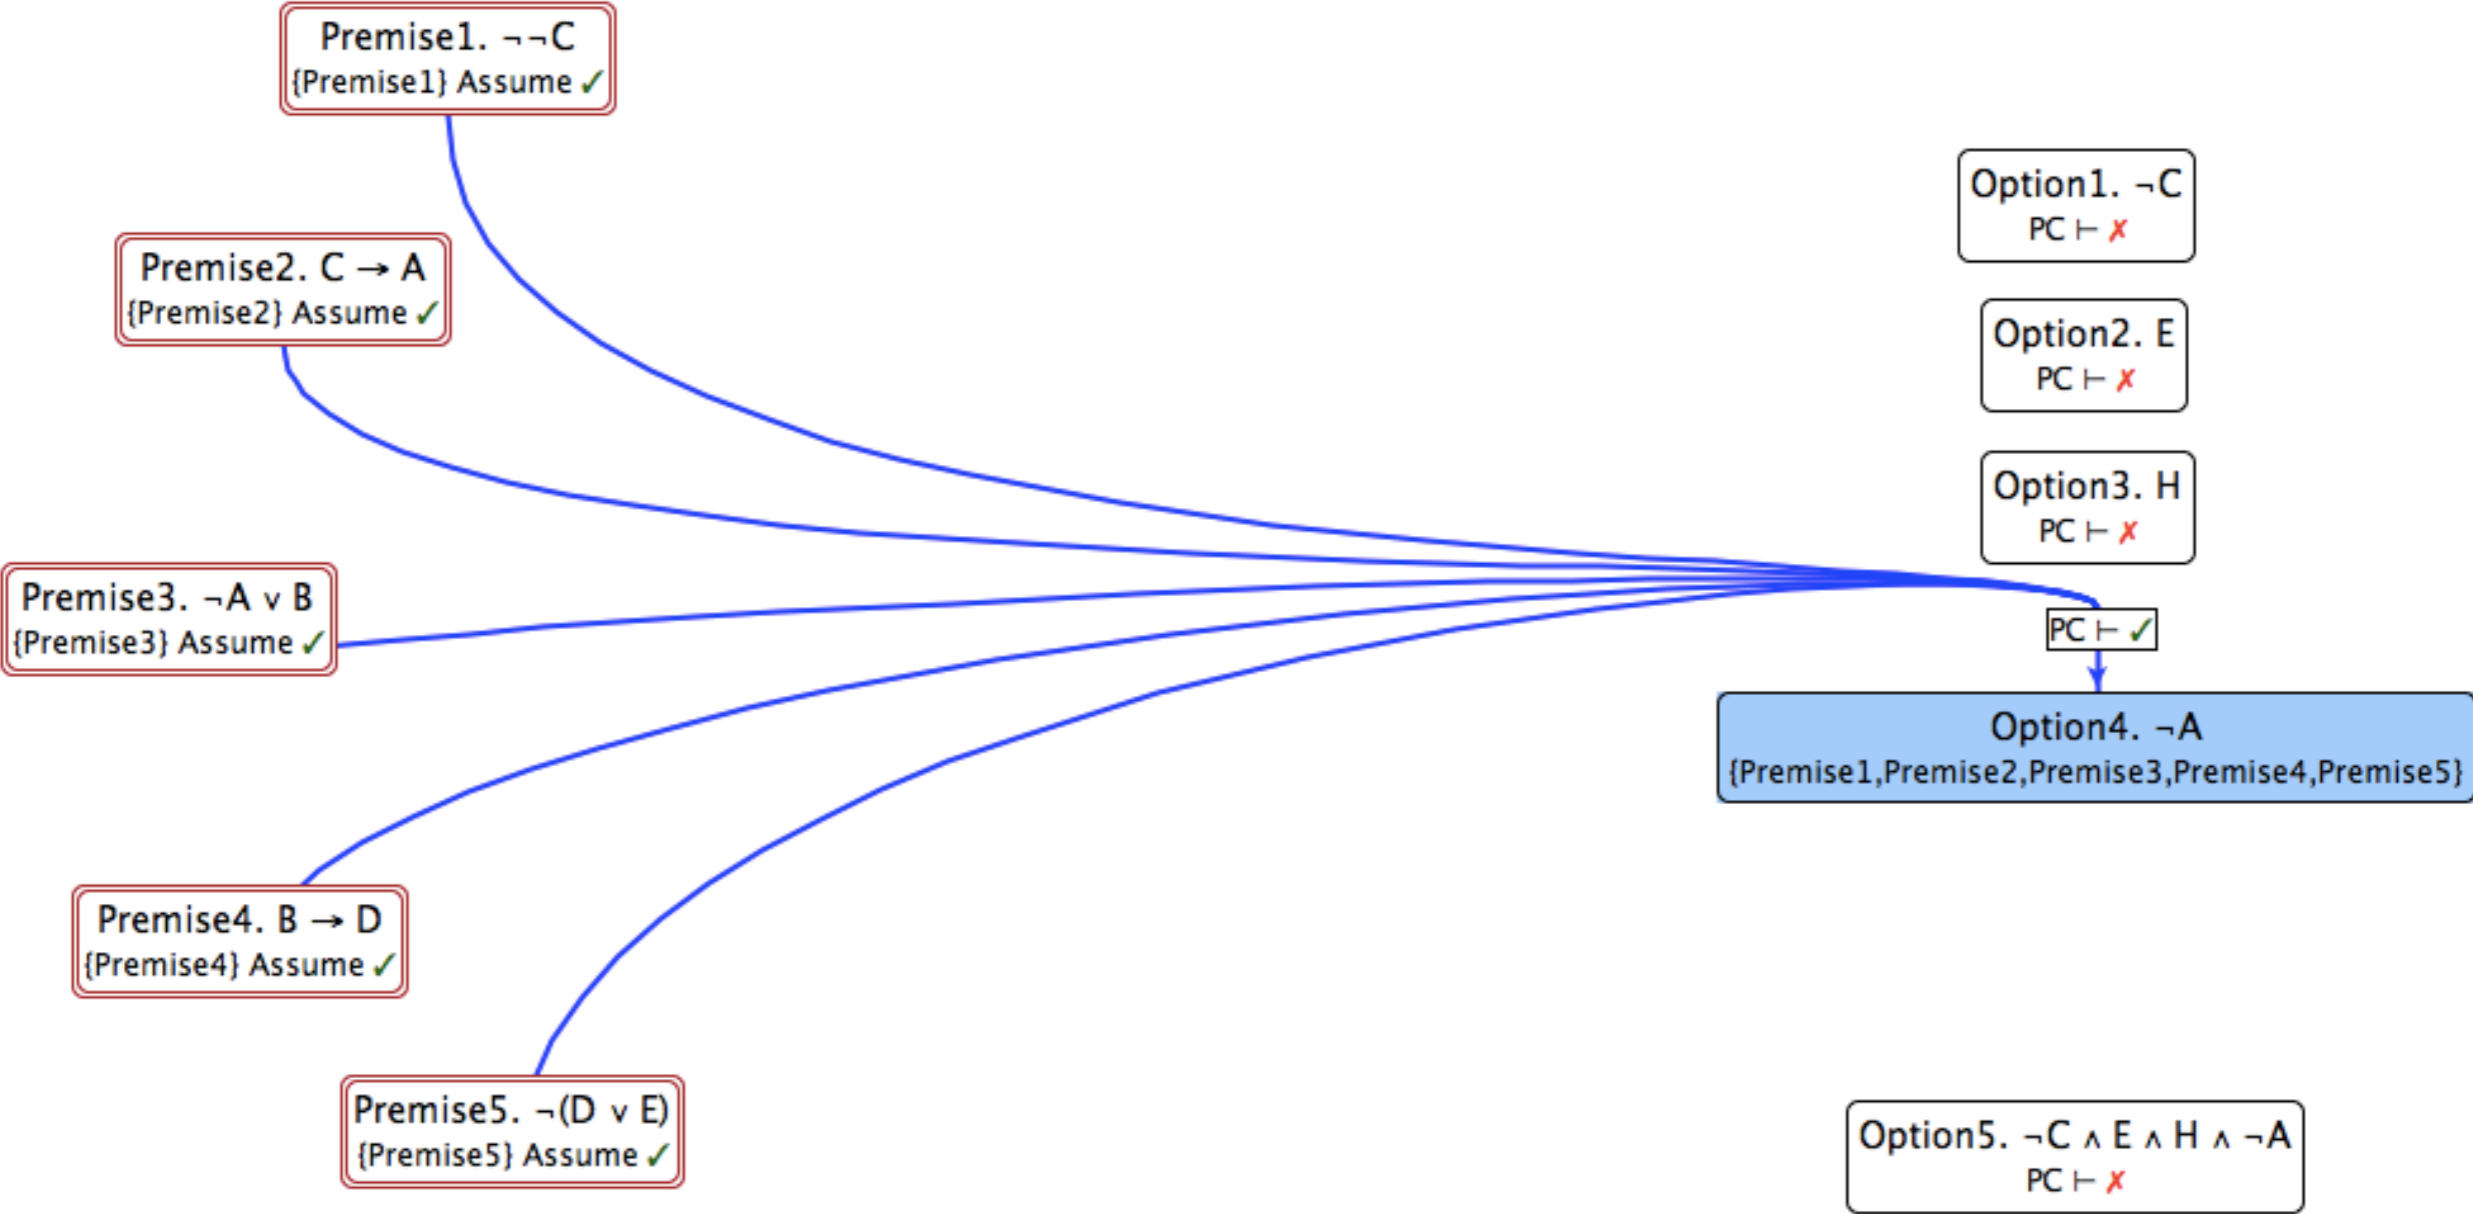 Premise1. ¬¬C
{Premise1} Assume ✓
Option1. ¬C
PC ⊢ ✗
Premise2. C → A
{Premise2} Assume ✓
Option2. E
PC ⊢ ✗
Option3. H
PC ⊢ ✗
Premise3. ¬A ∨ B
{Premise3} Assume ✓
PC ⊢ ✓
Option4. ¬A
{Premise1,Premise2,Premise3,Premise4,Premise5}
Premise4. B → D
{Premise4} Assume ✓
Premise5. ¬(D ∨ E)
{Premise5} Assume ✓
Option5. ¬C ∧ E ∧ H ∧ ¬A
PC ⊢ ✗